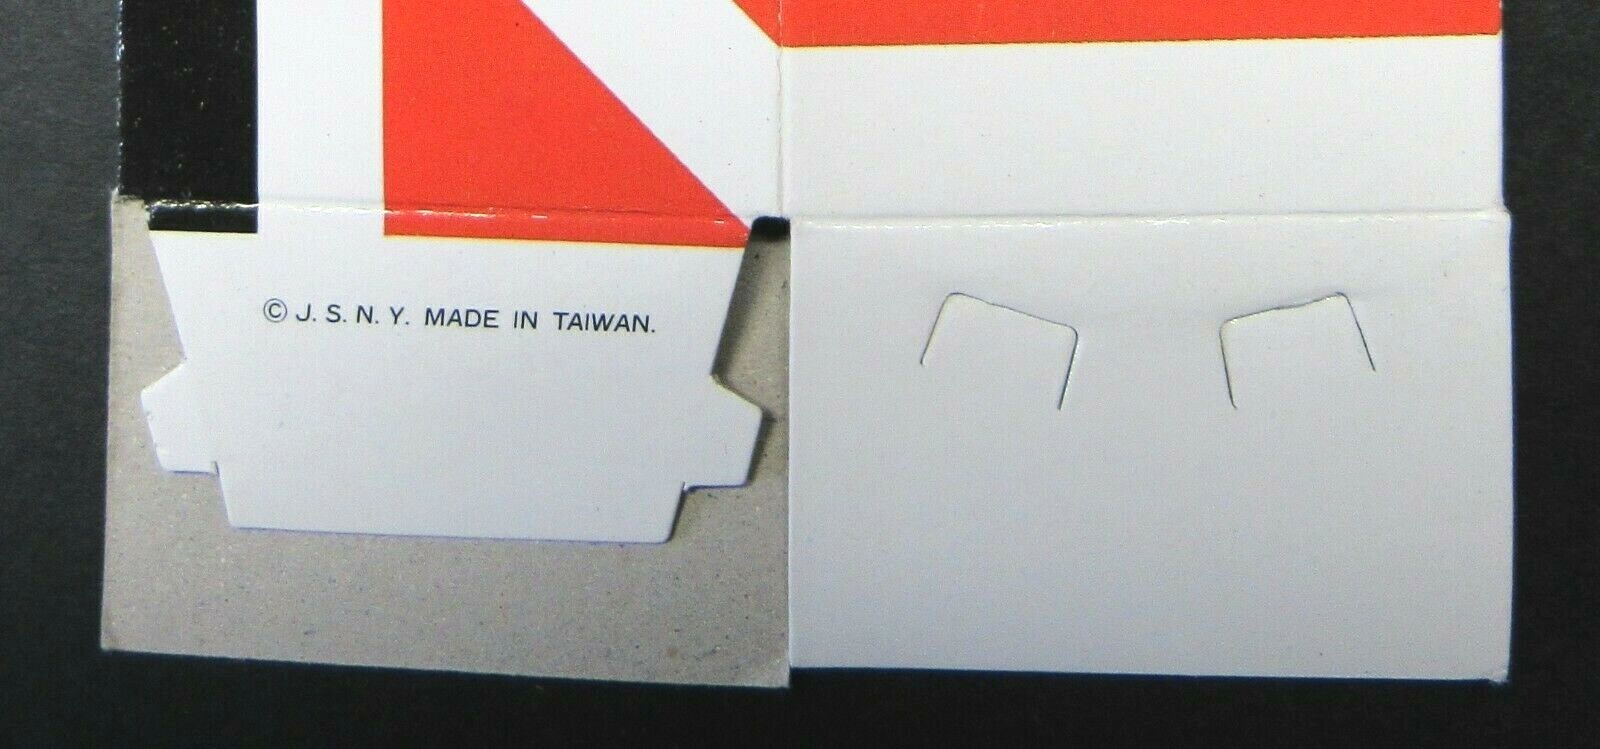 © J. S. N. Y. MADE IN TAIWAN.